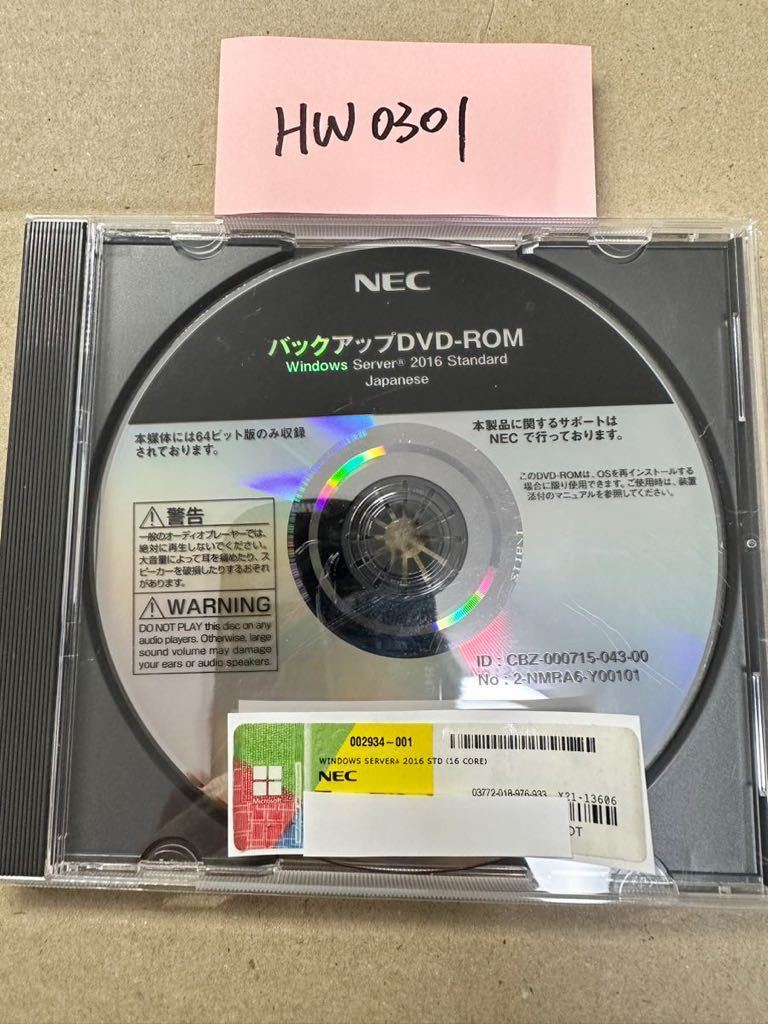 HW 0301
NEC
バックアップDVD-ROM
Windows Server® 2016 Standard
Japanese
本媒体には64ビット版のみ収録
されております。
本製品に関するサポートは
NEC で行っております。
このDVD-ROMは、OSを再インストールする
場合に限り使用できます。ご使用時は、装置
添付のマニュアルを参照してください。
警告
一般のオーディオプレーヤーでは、
絶対に再生しないでください。
大音量によって耳を痛めたり、ス
ピーカーを破損したりするおそれ
があります。
WARNING
DO NOT PLAY this disc on any
audio players. Otherwise, large
sound volume may damage
your ears or audio speakers.
ID : CBZ-000715-043-00
No : 2-NMRA6-Y00101
002934-001
WINDOWS SERVER® 2016 STD (16 CORE)
NEC
Microsoft
03772-018-976-933 X21-13606
OT